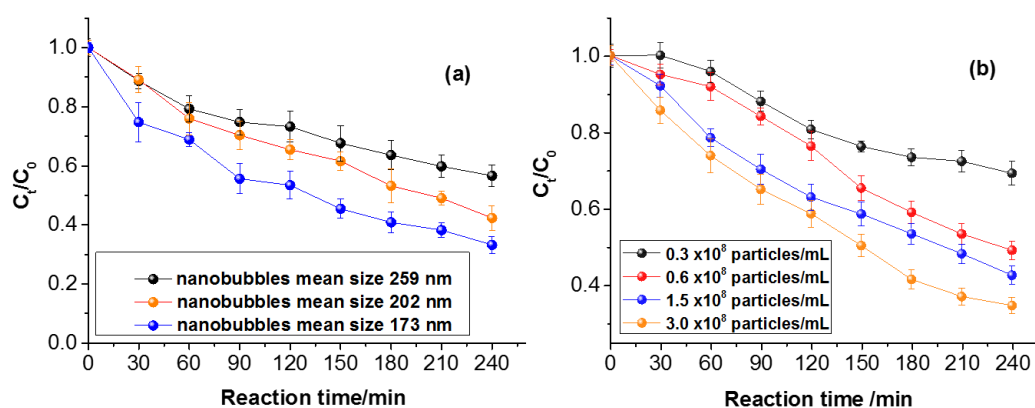 (a)
C_t/C_0
1.0
0.8
0.6
0.4
0.2
0.0
nanobubbles mean size 259 nm
nanobubbles mean size 202 nm
nanobubbles mean size 173 nm
0 30 60 90 120 150 180 210 240
Reaction time/min
(b)
C_t/C_0
1.0
0.8
0.6
0.4
0.3 x10^8 particles/mL
0.6 x10^8 particles/mL
1.5 x10^8 particles/mL
3.0 x10^8 particles/mL
0 30 60 90 120 150 180 210 240
Reaction time /min